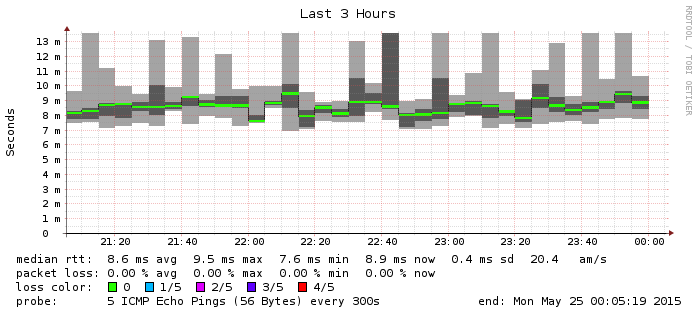 Last 3 Hours
RRDTOOL / TOBI OETIKER
Seconds
13 m
12 m
11 m
10 m
9 m
8 m
7 m
6 m
5 m
4 m
3 m
2 m
1 m
0
21:20 21:40 22:00 22:20 22:40 23:00 23:20 23:40 00:00
median rtt: 8.6 ms avg 9.5 ms max 7.6 ms min 8.9 ms now 0.4 ms sd 20.4 am/s
packet loss: 0.00 % avg 0.00 % max 0.00 % min 0.00 % now
loss color: 0 1/5 2/5 3/5 4/5
probe: 5 ICMP Echo Pings (56 Bytes) every 300s end: Mon May 25 00:05:19 2015